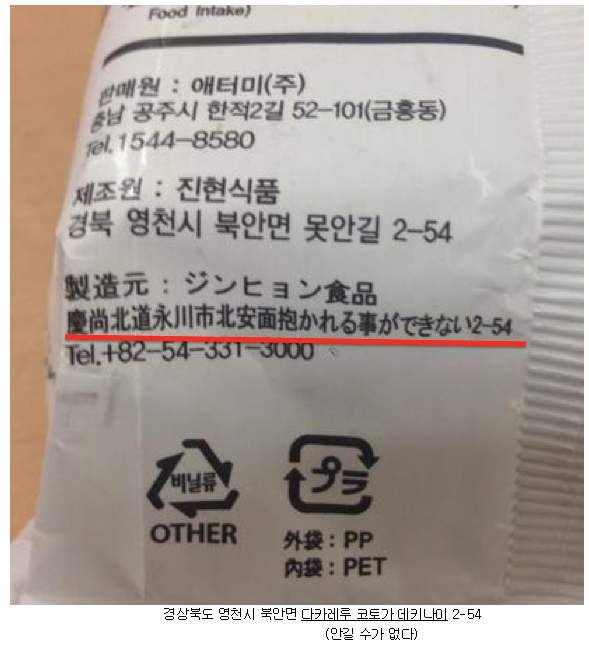 Food Intake)
판매원 : 애터미(주)
충남 공주시 한적2길 52-101(금흥동)
Tel.1544-8580
제조원 : 진현식품
경북 영천시 북안면 못안길 2-54
製造元 : ジンヒョン食品
慶尚北道永川市北安面抱かれる事ができない2-54
Tel.+82-54-331-3000
비닐류
OTHER
プラ
外袋 : PP
內袋 : PET
경상북도 영천시 북안면 다카레루 코토가 데키나이 2-54
(안길 수가 없다)